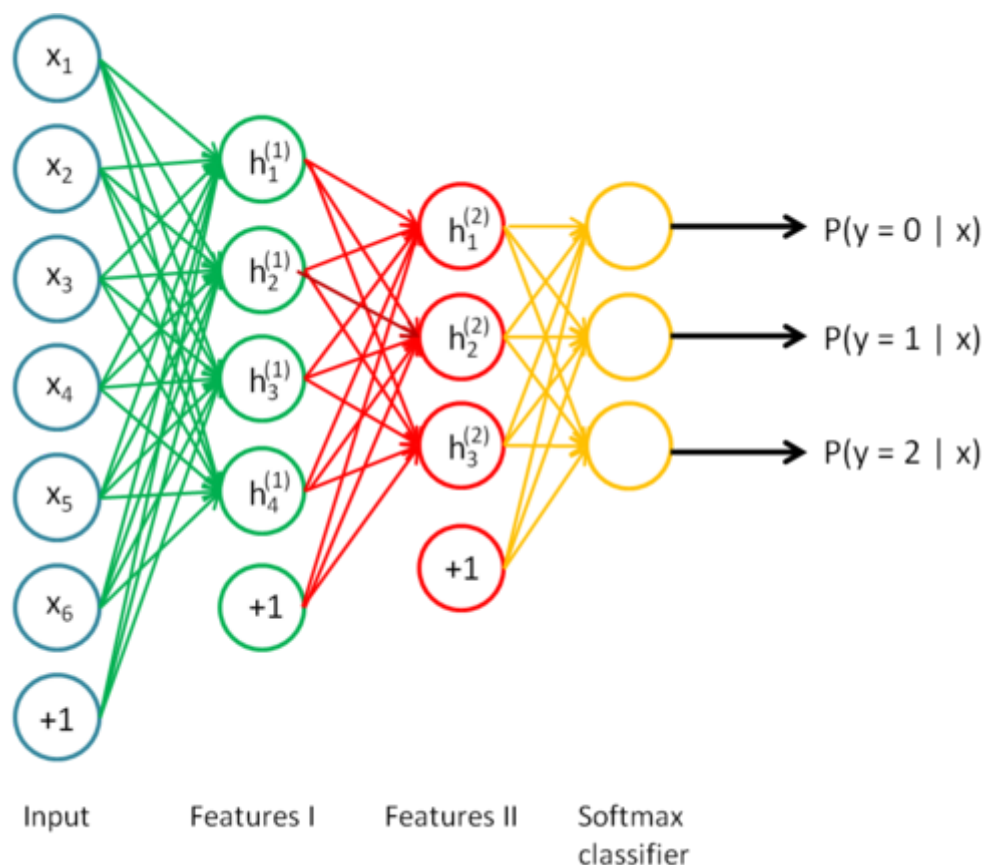 x₁
x₂
x₃
x₄
x₅
x₆
+1
h₁⁽¹⁾
h₂⁽¹⁾
h₃⁽¹⁾
h₄⁽¹⁾
+1
h₁⁽²⁾
h₂⁽²⁾
h₃⁽²⁾
+1
P(y = 0 | x)
P(y = 1 | x)
P(y = 2 | x)
Input
Features I
Features II
Softmax
classifier